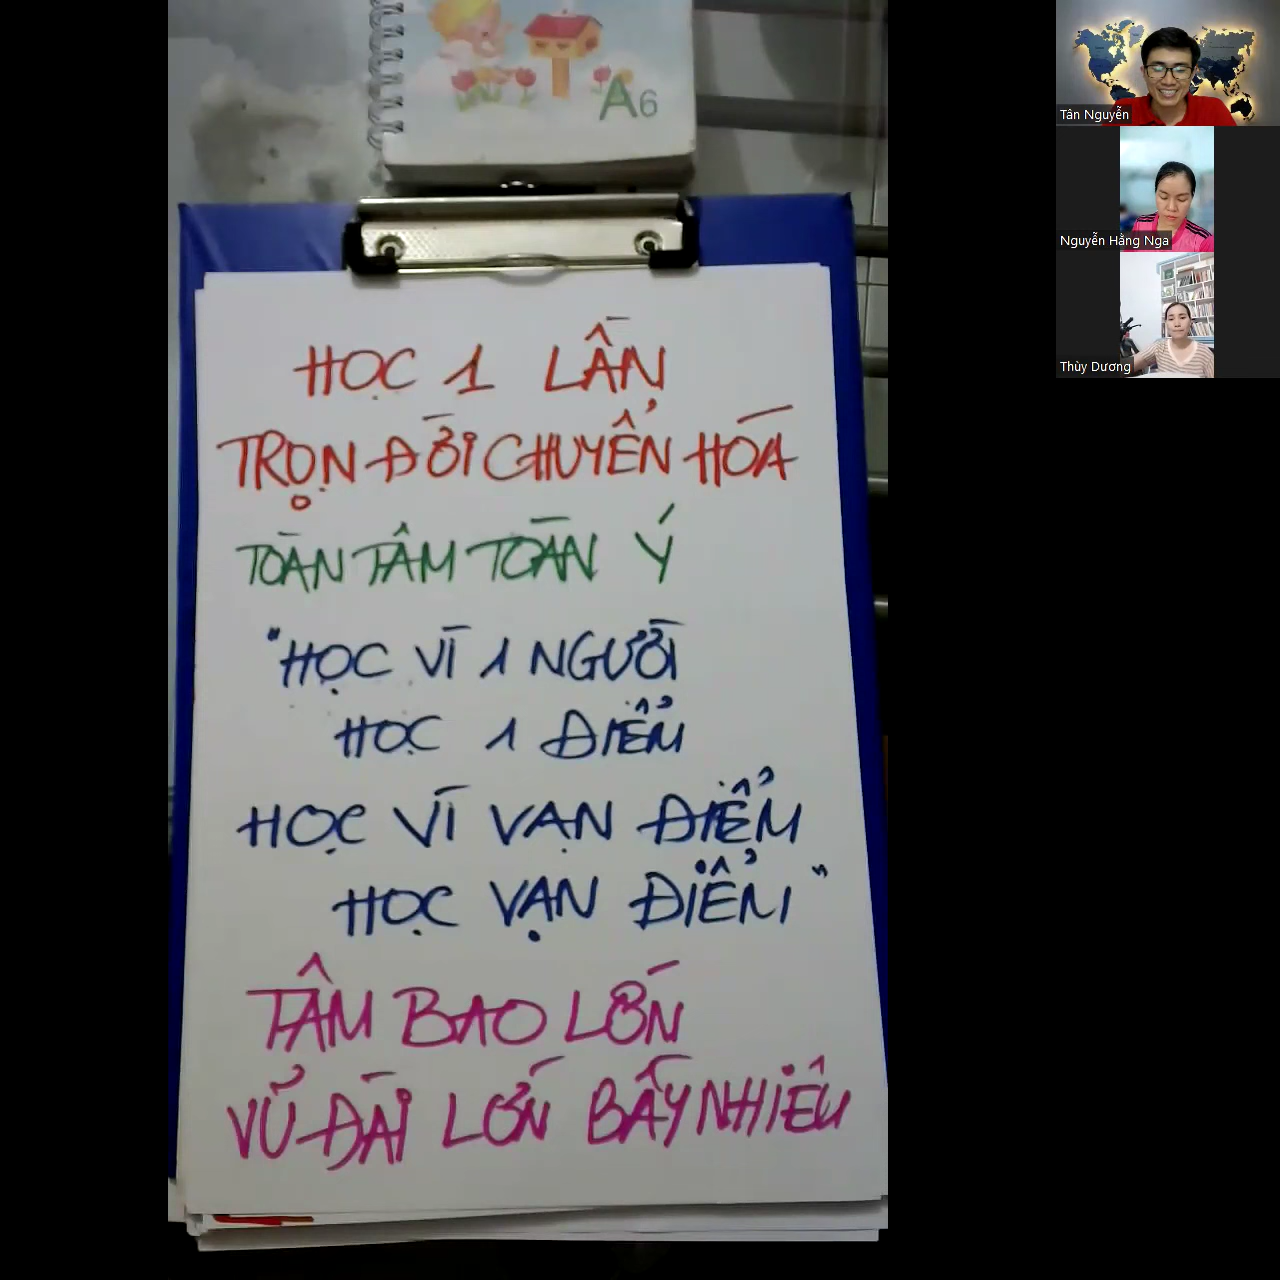 A6
HỌC 1 LẦN
TRỌN ĐỜI CHUYỂN HÓA
TOÀN TÂM TOÀN Ý
"HỌC VÌ 1 NGƯỜI
HỌC 1 ĐIỂM
HỌC VÌ VẠN ĐIỂM
HỌC VẠN ĐIỂM"
TÂM BAO LỚN
VŨ ĐÀI LỚN BẤY NHIÊU
Tân Nguyễn
Nguyễn Hằng Nga
Thùy Dương